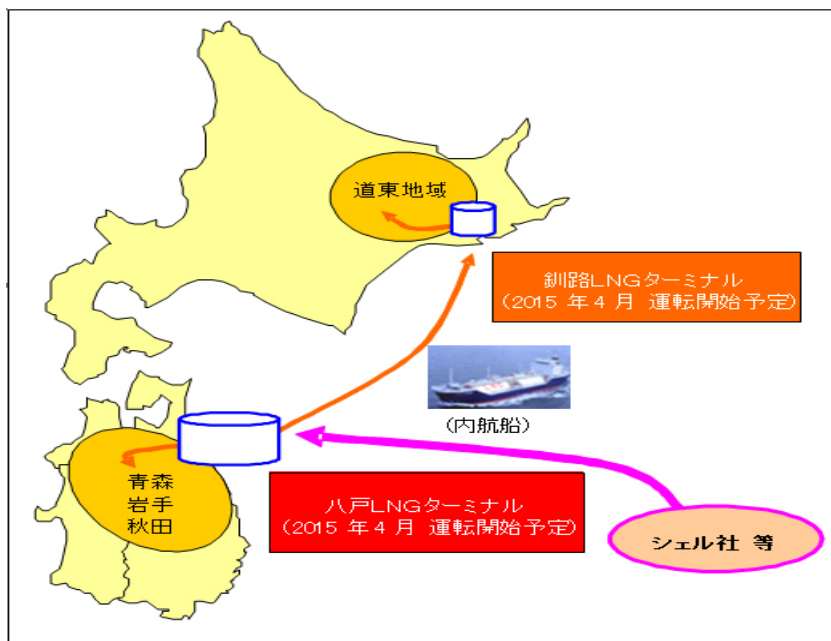 道東地域
釧路LNGターミナル
(2015 年 4 月 運転開始予定)
(内航船)
青森
岩手
秋田
八戸LNGターミナル
(2015 年 4 月 運転開始予定)
シェル社 等